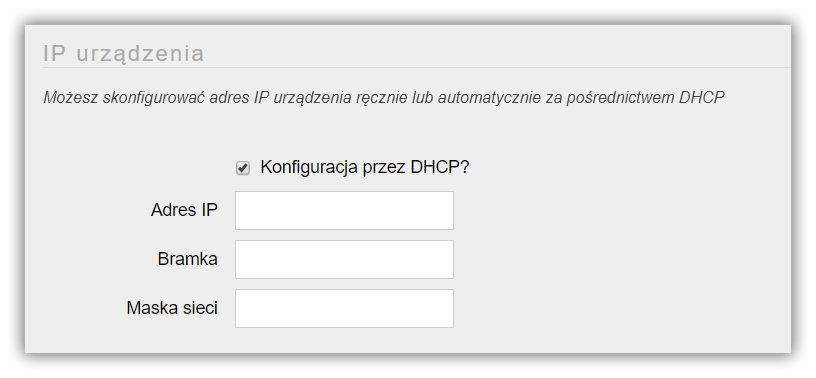 IP urządzenia
Możesz skonfigurować adres IP urządzenia ręcznie lub automatycznie za pośrednictwem DHCP
Konfiguracja przez DHCP?
Adres IP
Bramka
Maska sieci